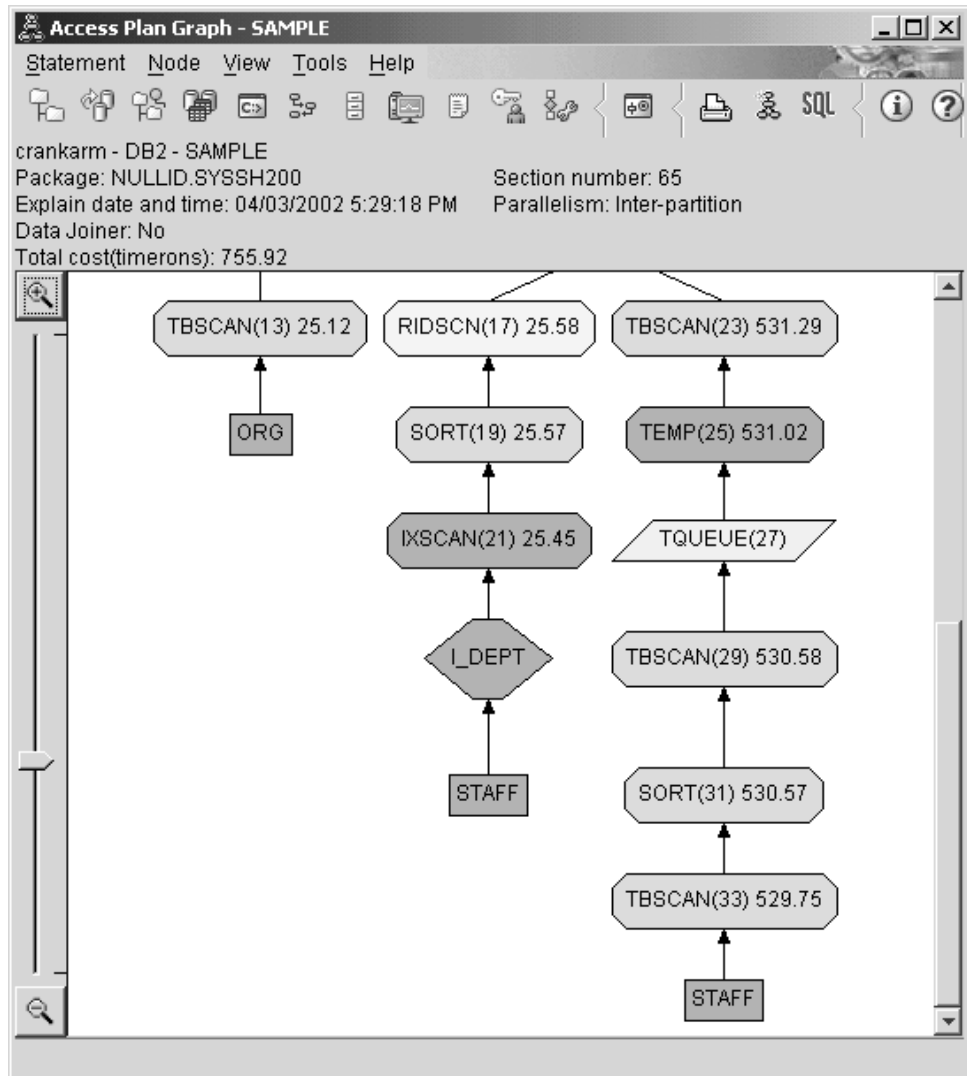 Access Plan Graph - SAMPLE
Statement Node View Tools Help
C:> SQL i ?
crankarm - DB2 - SAMPLE
Package: NULLID.SYSSH200 Section number: 65
Explain date and time: 04/03/2002 5:29:18 PM Parallelism: Inter-partition
Data Joiner: No
Total cost(timerons): 755.92
TBSCAN(13) 25.12 RIDSCN(17) 25.58 TBSCAN(23) 531.29
ORG SORT(19) 25.57 TEMP(25) 531.02
IXSCAN(21) 25.45 TQUEUE(27)
I_DEPT TBSCAN(29) 530.58
STAFF SORT(31) 530.57
TBSCAN(33) 529.75
STAFF